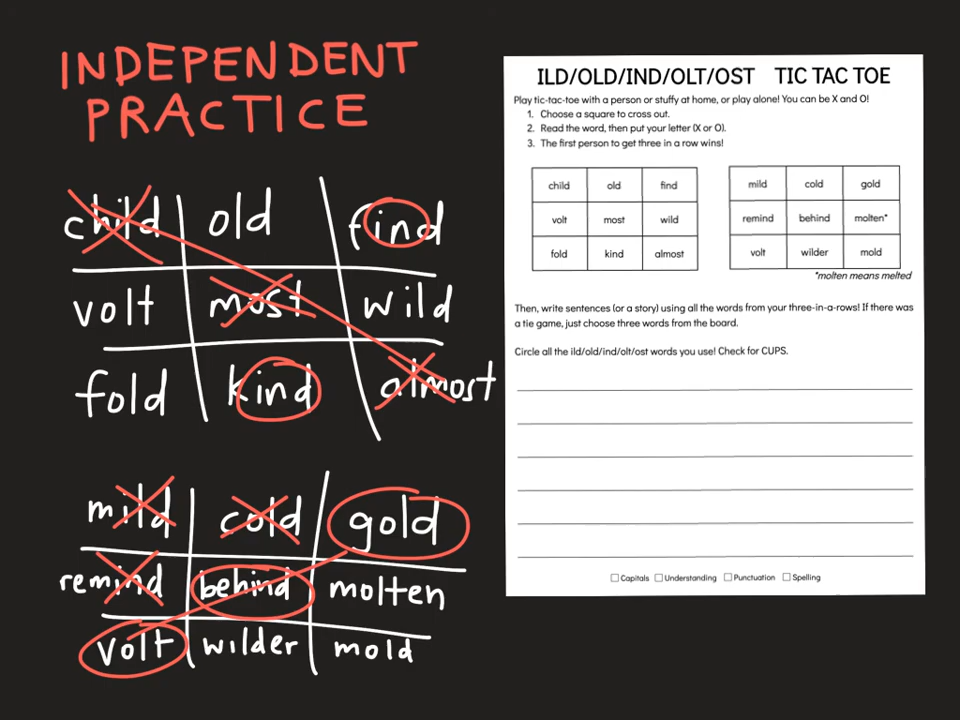 INDEPENDENT
PRACTICE
child old find
volt most wild
fold kind almost
mild cold gold
remind behind molten
volt wilder mold
ILD/OLD/IND/OLT/OST TIC TAC TOE
Play tic-tac-toe with a person or stuffy at home, or play alone! You can be X and O!
1. Choose a square to cross out.
2. Read the word, then put your letter (X or O).
3. The first person to get three in a row wins!
child old find
volt most wild
fold kind almost
mild cold gold
remind behind molten*
volt wilder mold
*molten means melted
Then, write sentences (or a story) using all the words from your three-in-a-rows! If there was
a tie game, just choose three words from the board.
Circle all the ild/old/ind/olt/ost words you use! Check for CUPS.
Capitals Understanding Punctuation Spelling